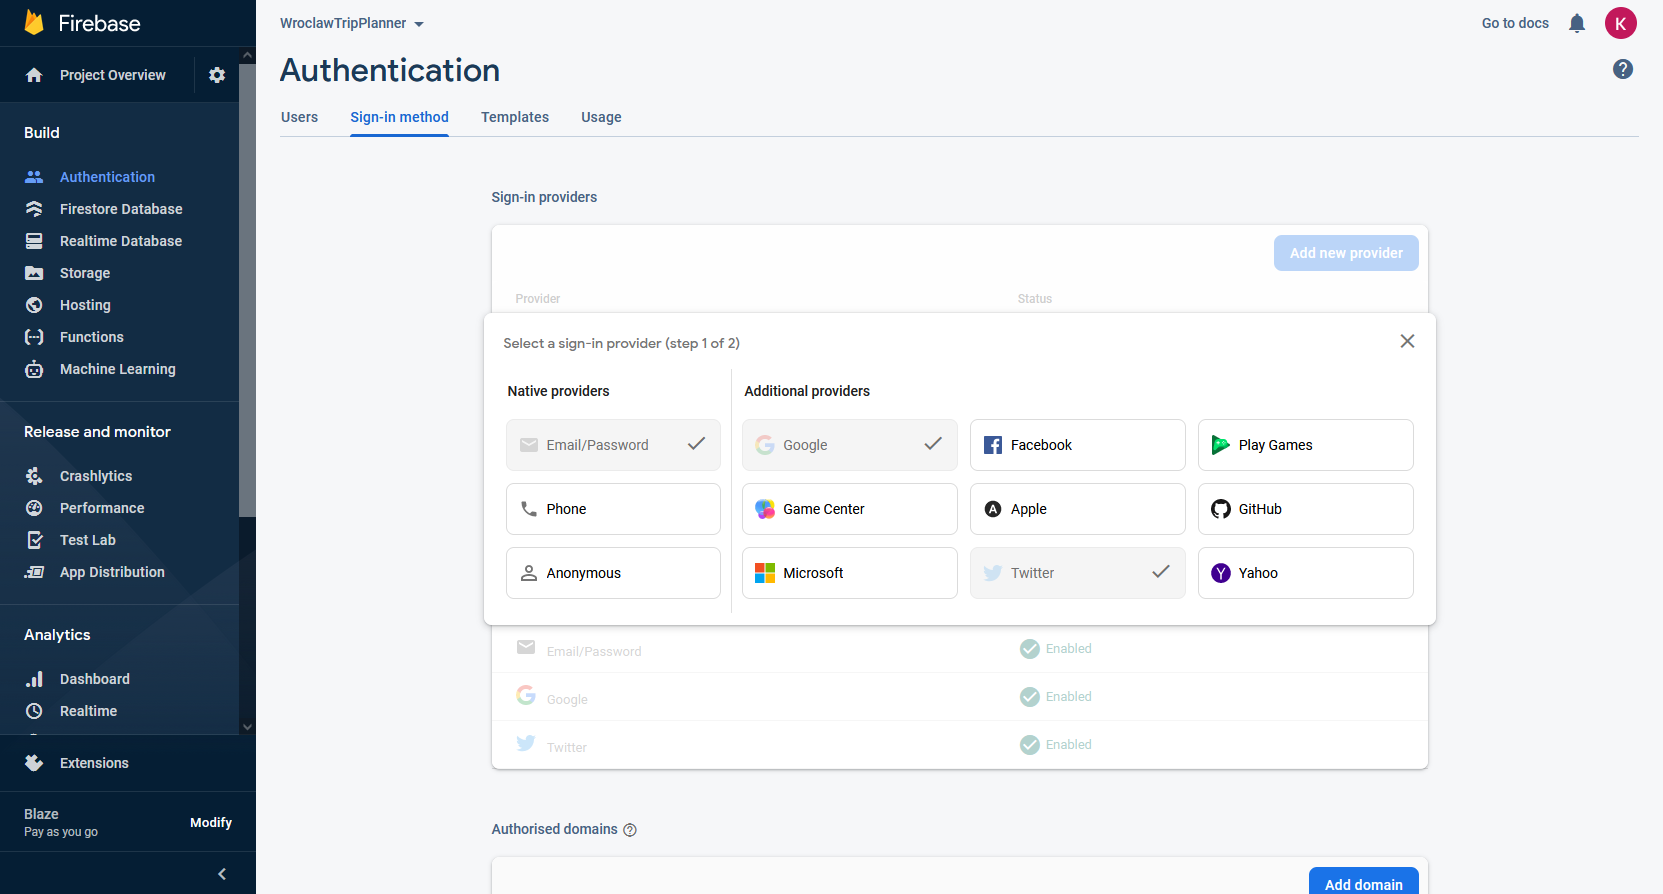 Firebase
Project Overview
Build
Authentication
Firestore Database
Realtime Database
Storage
Hosting
Functions
Machine Learning
Release and monitor
Crashlytics
Performance
Test Lab
App Distribution
Analytics
Dashboard
Realtime
Extensions
Blaze
Pay as you go
Modify
WroclawTripPlanner
Go to docs
K
Authentication
Users
Sign-in method
Templates
Usage
Sign-in providers
Add new provider
Provider
Status
Select a sign-in provider (step 1 of 2)
Native providers
Additional providers
Email/Password
Google
Facebook
Play Games
Phone
Game Center
Apple
GitHub
Anonymous
Microsoft
Twitter
Yahoo
Email/Password
Enabled
Google
Enabled
Twitter
Enabled
Authorised domains
Add domain